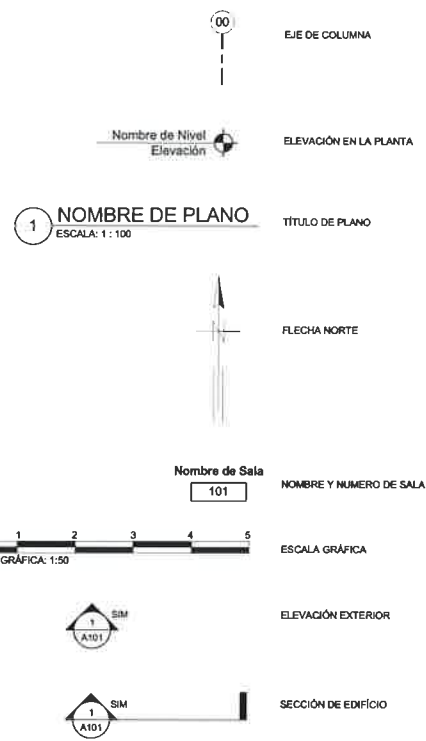 00
EJE DE COLUMNA
Nombre de Nivel
Elevación
ELEVACIÓN EN LA PLANTA
1
NOMBRE DE PLANO
ESCALA: 1 : 100
TÍTULO DE PLANO
N
FLECHA NORTE
Nombre de Sala
101
NOMBRE Y NUMERO DE SALA
1 2 3 4 5
GRÁFICA: 1:50
ESCALA GRÁFICA
1
A101
SIM
ELEVACIÓN EXTERIOR
1
A101
SIM
SECCIÓN DE EDIFÍCIO